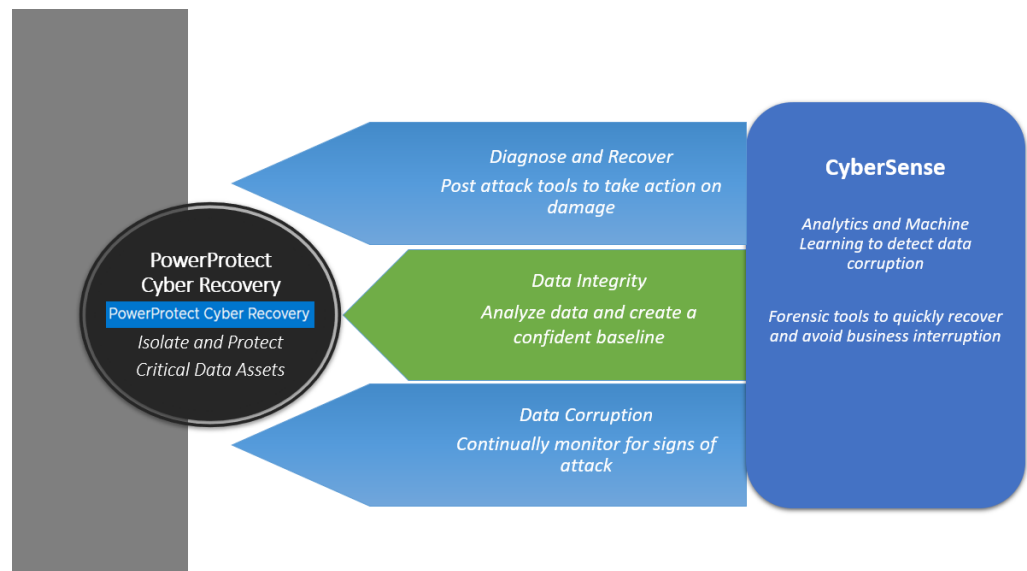 PowerProtect
Cyber Recovery
PowerProtect Cyber Recovery
Isolate and Protect
Critical Data Assets
Diagnose and Recover
Post attack tools to take action on
damage
Data Integrity
Analyze data and create a
confident baseline
Data Corruption
Continually monitor for signs of
attack
CyberSense
Analytics and Machine
Learning to detect data
corruption
Forensic tools to quickly recover
and avoid business interruption